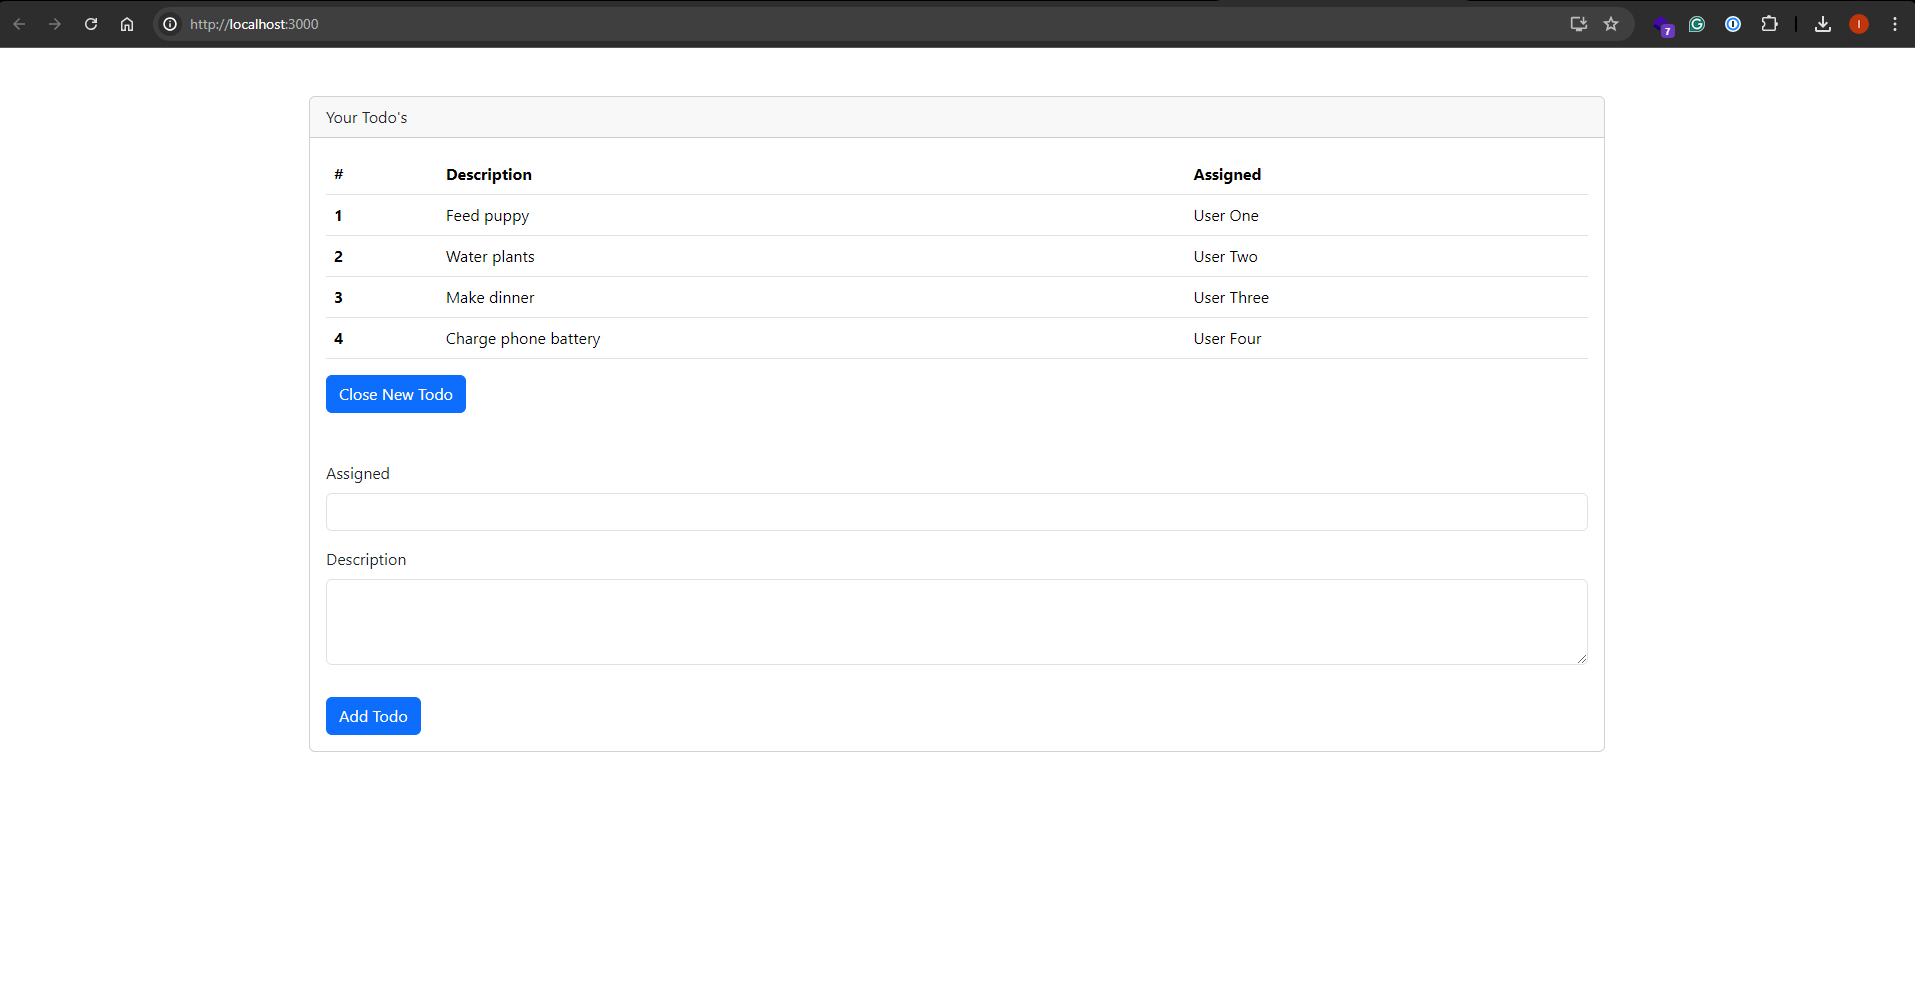 http://localhost:3000
7
I
Your Todo's
# Description Assigned
1 Feed puppy User One
2 Water plants User Two
3 Make dinner User Three
4 Charge phone battery User Four
Close New Todo
Assigned
Description
Add Todo